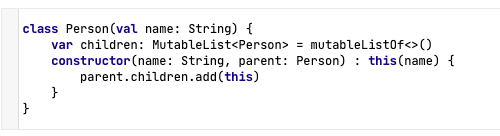 class Person(val name: String) {
    var children: MutableList<Person> = mutableListOf<>()
    constructor(name: String, parent: Person) : this(name) {
        parent.children.add(this)
    }
}